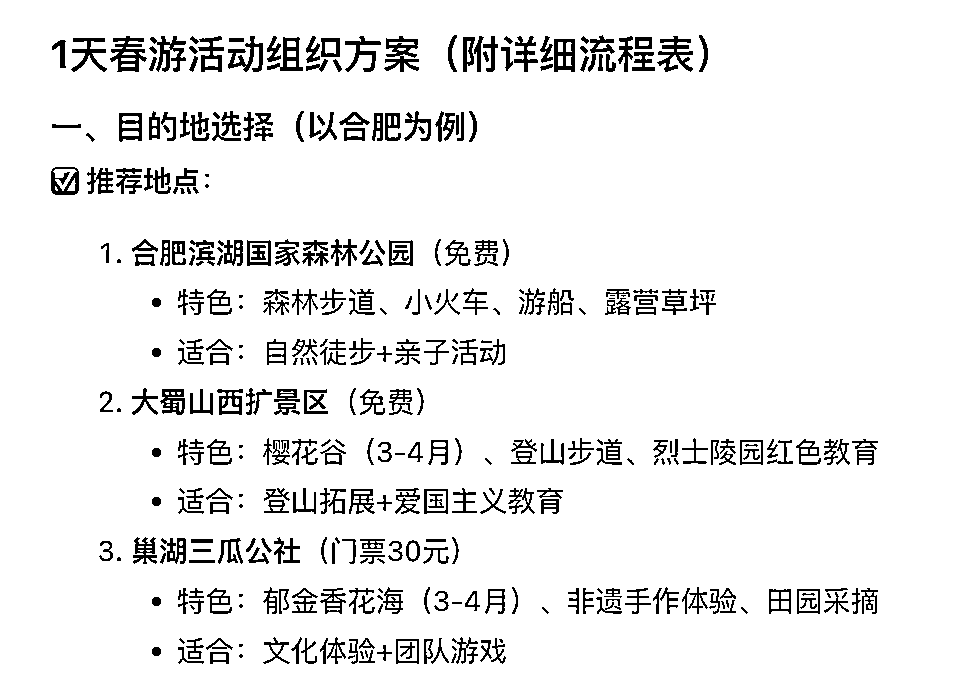 1天春游活动组织方案（附详细流程表）
一、目的地选择（以合肥为例）
☑ 推荐地点：
1. 合肥滨湖国家森林公园（免费）
• 特色：森林步道、小火车、游船、露营草坪
• 适合：自然徒步+亲子活动
2. 大蜀山西扩景区（免费）
• 特色：樱花谷（3-4月）、登山步道、烈士陵园红色教育
• 适合：登山拓展+爱国主义教育
3. 巢湖三瓜公社（门票30元）
• 特色：郁金香花海（3-4月）、非遗手作体验、田园采摘
• 适合：文化体验+团队游戏